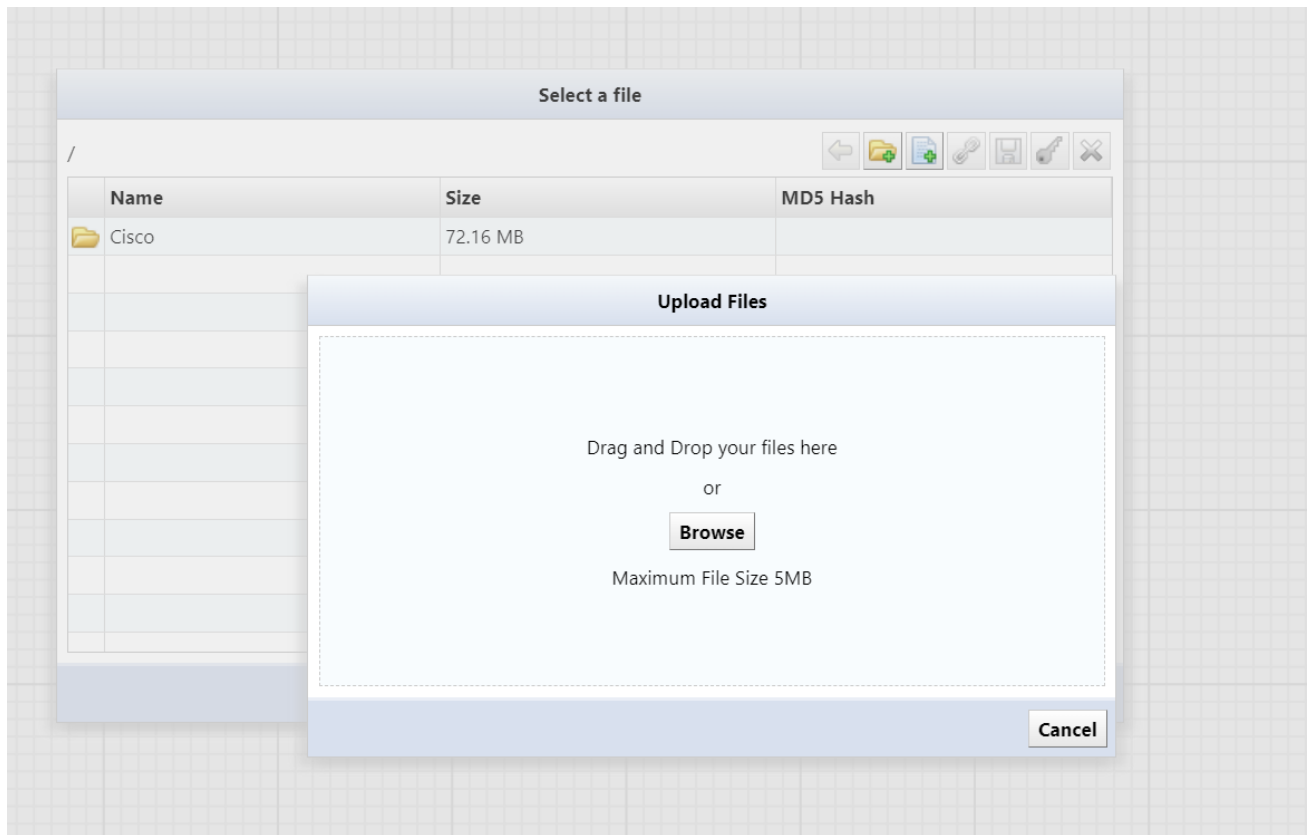 Select a file
/
Name Size MD5 Hash
Cisco 72.16 MB
Upload Files
Drag and Drop your files here
or
Browse
Maximum File Size 5MB
Cancel